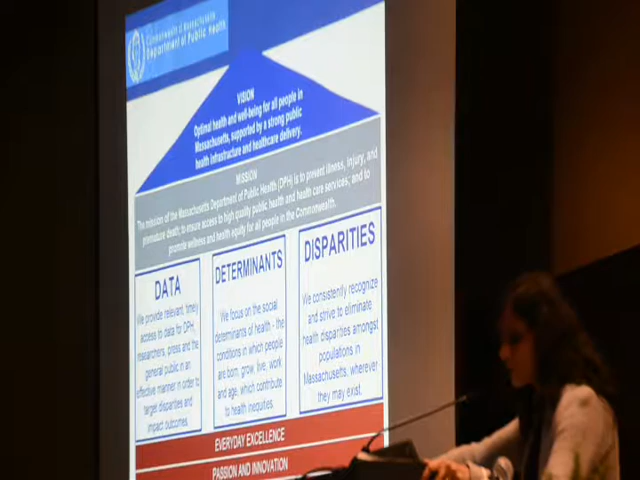 Commonwealth of Massachusetts
Department of Public Health
VISION
Optimal health and well-being for all people in
Massachusetts, supported by a strong public
health infrastructure and healthcare delivery.
MISSION
The mission of the Massachusetts Department of Public Health (DPH) is to prevent illness, injury, and
premature death; to ensure access to high quality public health and health care services; and to
promote wellness and health equity for all people in the Commonwealth.
DATA
We provide relevant, timely
access to data for DPH,
researchers, press and the
general public in an
effective manner in order to
target disparities and
impact outcomes.
DETERMINANTS
We focus on the social
determinants of health - the
conditions in which people
are born, grow, live, work
and age, which contribute
to health inequities.
DISPARITIES
We consistently recognize
and strive to eliminate
health disparities amongst
populations in
Massachusetts, wherever
they may exist.
EVERYDAY EXCELLENCE
PASSION AND INNOVATION